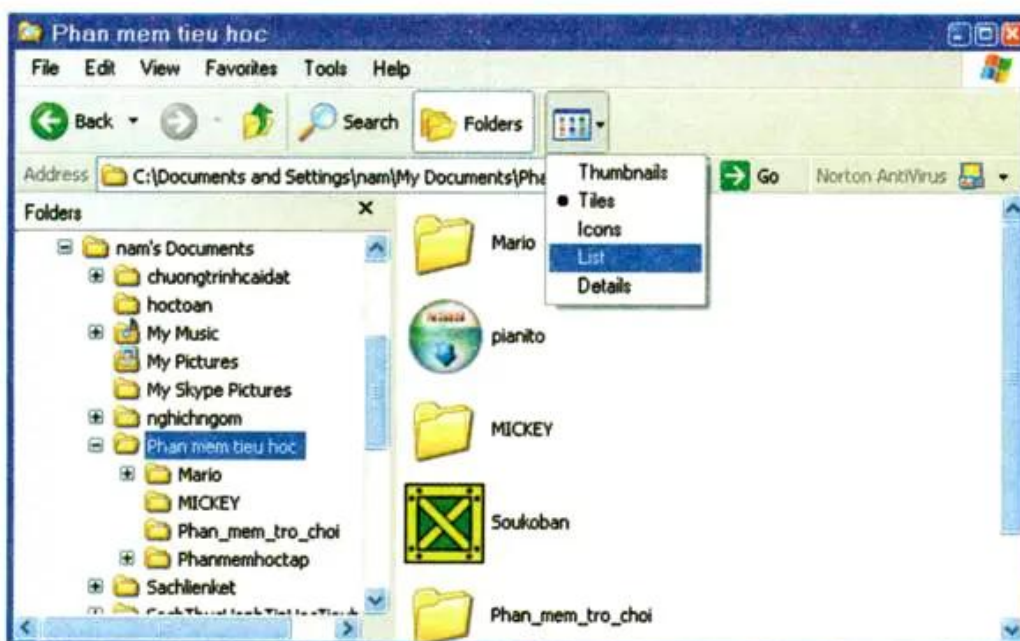 Phan mem tieu hoc
File Edit View Favorites Tools Help
Back Search Folders
Address C:\Documents and Settings\nam\My Documents\Pha Go Norton AntiVirus
Thumbnails
Tiles
Icons
List
Details
Folders
nam's Documents
chuongtrinhcaidat
hoctoan
My Music
My Pictures
My Skype Pictures
nghichngom
Phan mem tieu hoc
Mario
MICKEY
Phan_mem_tro_choi
Phanmemhoctap
Sachlienket
Mario
pianito
MICKEY
Soukoban
Phan_mem_tro_choi